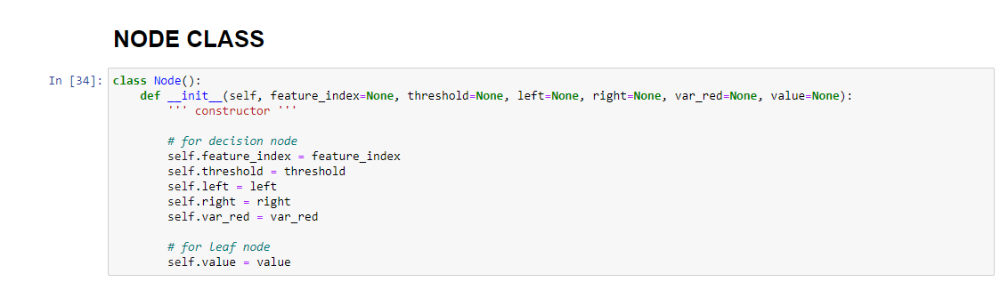 NODE CLASS
In [34]: class Node():
    def __init__(self, feature_index=None, threshold=None, left=None, right=None, var_red=None, value=None):
        ''' constructor '''
        # for decision node
        self.feature_index = feature_index
        self.threshold = threshold
        self.left = left
        self.right = right
        self.var_red = var_red
        # for leaf node
        self.value = value